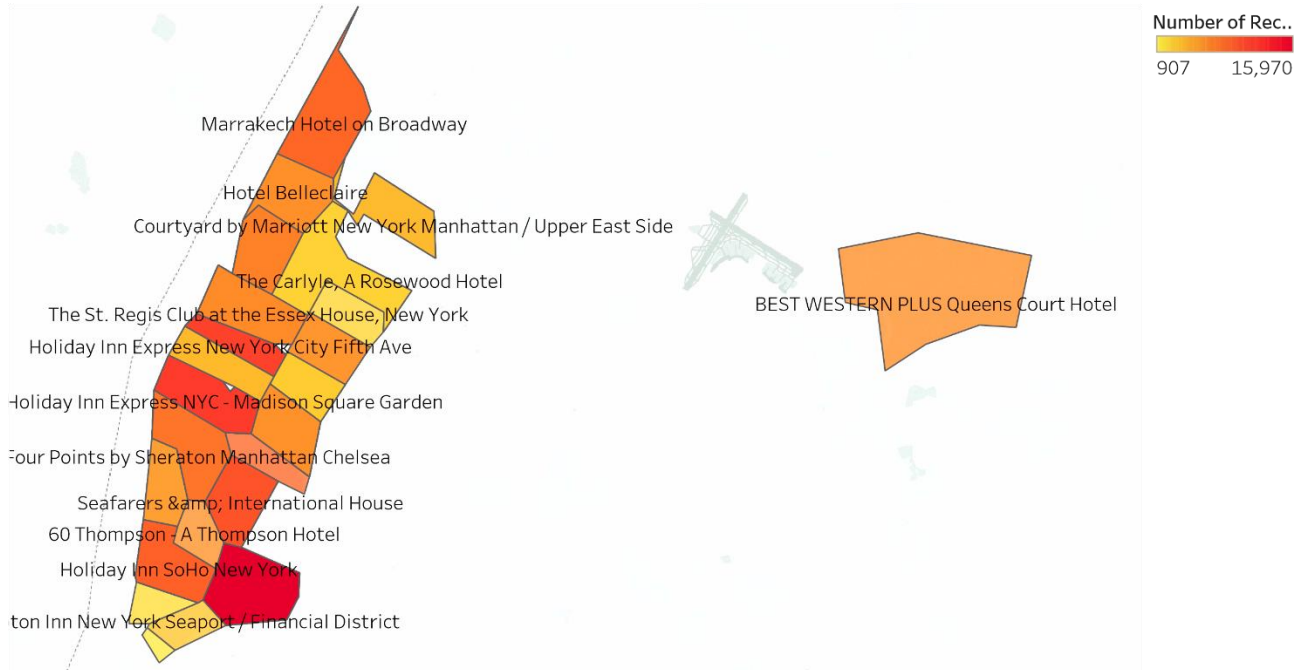 Number of Rec..
907 15,970
Marrakech Hotel on Broadway
Hotel Belleclaire
Courtyard by Marriott New York Manhattan / Upper East Side
The Carlyle, A Rosewood Hotel
BEST WESTERN PLUS Queens Court Hotel
The St. Regis Club at the Essex House, New York
Holiday Inn Express New York City Fifth Ave
Holiday Inn Express NYC - Madison Square Garden
Four Points by Sheraton Manhattan Chelsea
Seafarers &amp; International House
60 Thompson - A Thompson Hotel
Holiday Inn SoHo New York
ton Inn New York Seaport / Financial District